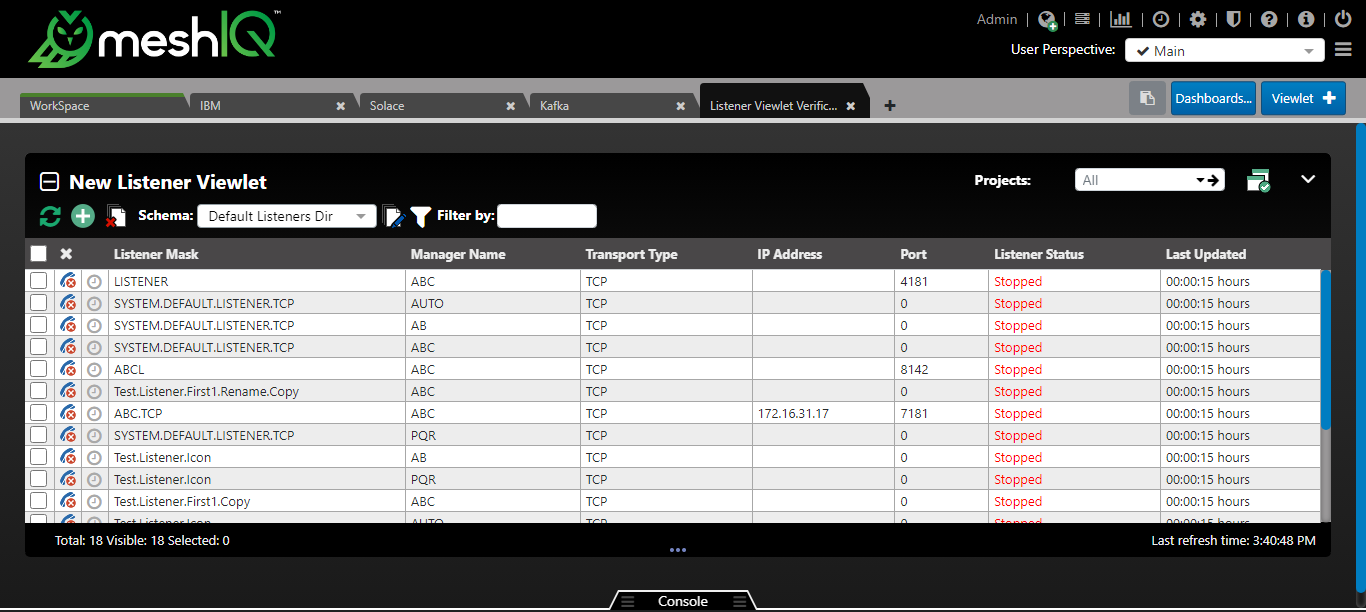 meshIQ™
Admin
User Perspective: Main
WorkSpace IBM Solace Kafka Listener Viewlet Verific... Dashboards... Viewlet
New Listener Viewlet Projects: All
Schema: Default Listeners Dir Filter by:
Listener Mask Manager Name Transport Type IP Address Port Listener Status Last Updated
LISTENER ABC TCP 4181 Stopped 00:00:15 hours
SYSTEM.DEFAULT.LISTENER.TCP AUTO TCP 0 Stopped 00:00:15 hours
SYSTEM.DEFAULT.LISTENER.TCP AB TCP 0 Stopped 00:00:15 hours
SYSTEM.DEFAULT.LISTENER.TCP ABC TCP 0 Stopped 00:00:15 hours
ABCL ABC TCP 8142 Stopped 00:00:15 hours
Test.Listener.First1.Rename.Copy ABC TCP 0 Stopped 00:00:15 hours
ABC.TCP ABC TCP 172.16.31.17 7181 Stopped 00:00:15 hours
SYSTEM.DEFAULT.LISTENER.TCP PQR TCP 0 Stopped 00:00:15 hours
Test.Listener.Icon AB TCP 0 Stopped 00:00:15 hours
Test.Listener.Icon PQR TCP 0 Stopped 00:00:15 hours
Test.Listener.First1.Copy ABC TCP 0 Stopped 00:00:15 hours
Test.Listener.Icon AUTO TCP 0 Stopped 00:00:15 hours
Total: 18 Visible: 18 Selected: 0 Last refresh time: 3:40:48 PM
Console